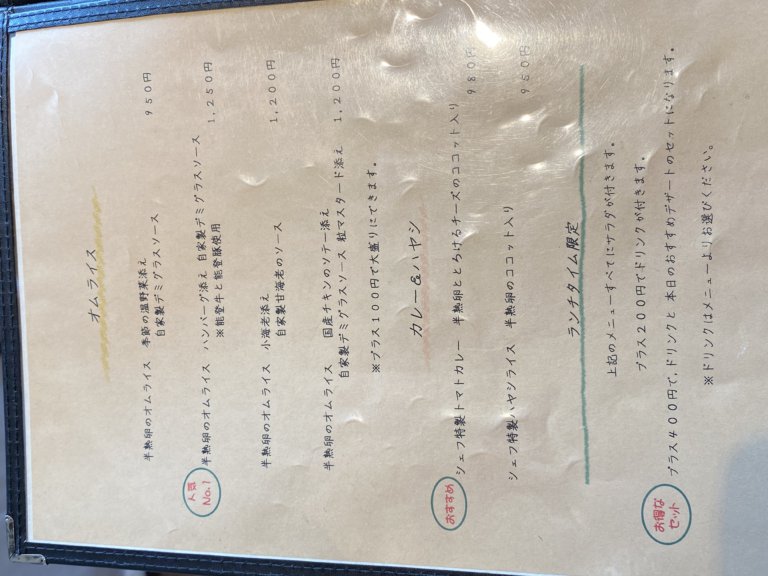 オムライス
半熟卵のオムライス 季節の温野菜添え 950円
自家製デミグラスソース
人気No.1
半熟卵のオムライス ハンバーグ添え 自家製デミグラスソース 1,250円
※能登牛と能登豚使用
半熟卵のオムライス 小海老添え 1,200円
自家製甘海老のソース
半熟卵のオムライス 国産チキンのソテー添え 1,200円
自家製デミグラスソース 粒マスタード添え
※プラス100円で大盛りにできます。
カレー&ハヤシ
おすすめ
シェフ特製トマトカレー 半熟卵ととろけるチーズのココット入り 980円
シェフ特製ハヤシライス 半熟卵のココット入り 980円
ランチタイム限定
上記のメニューすべてにサラダが付きます。
プラス200円でドリンクが付きます。
お得なセット
プラス400円で、ドリンクと 本日のおすすめデザートのセットになります。
※ドリンクはメニューよりお選びください。